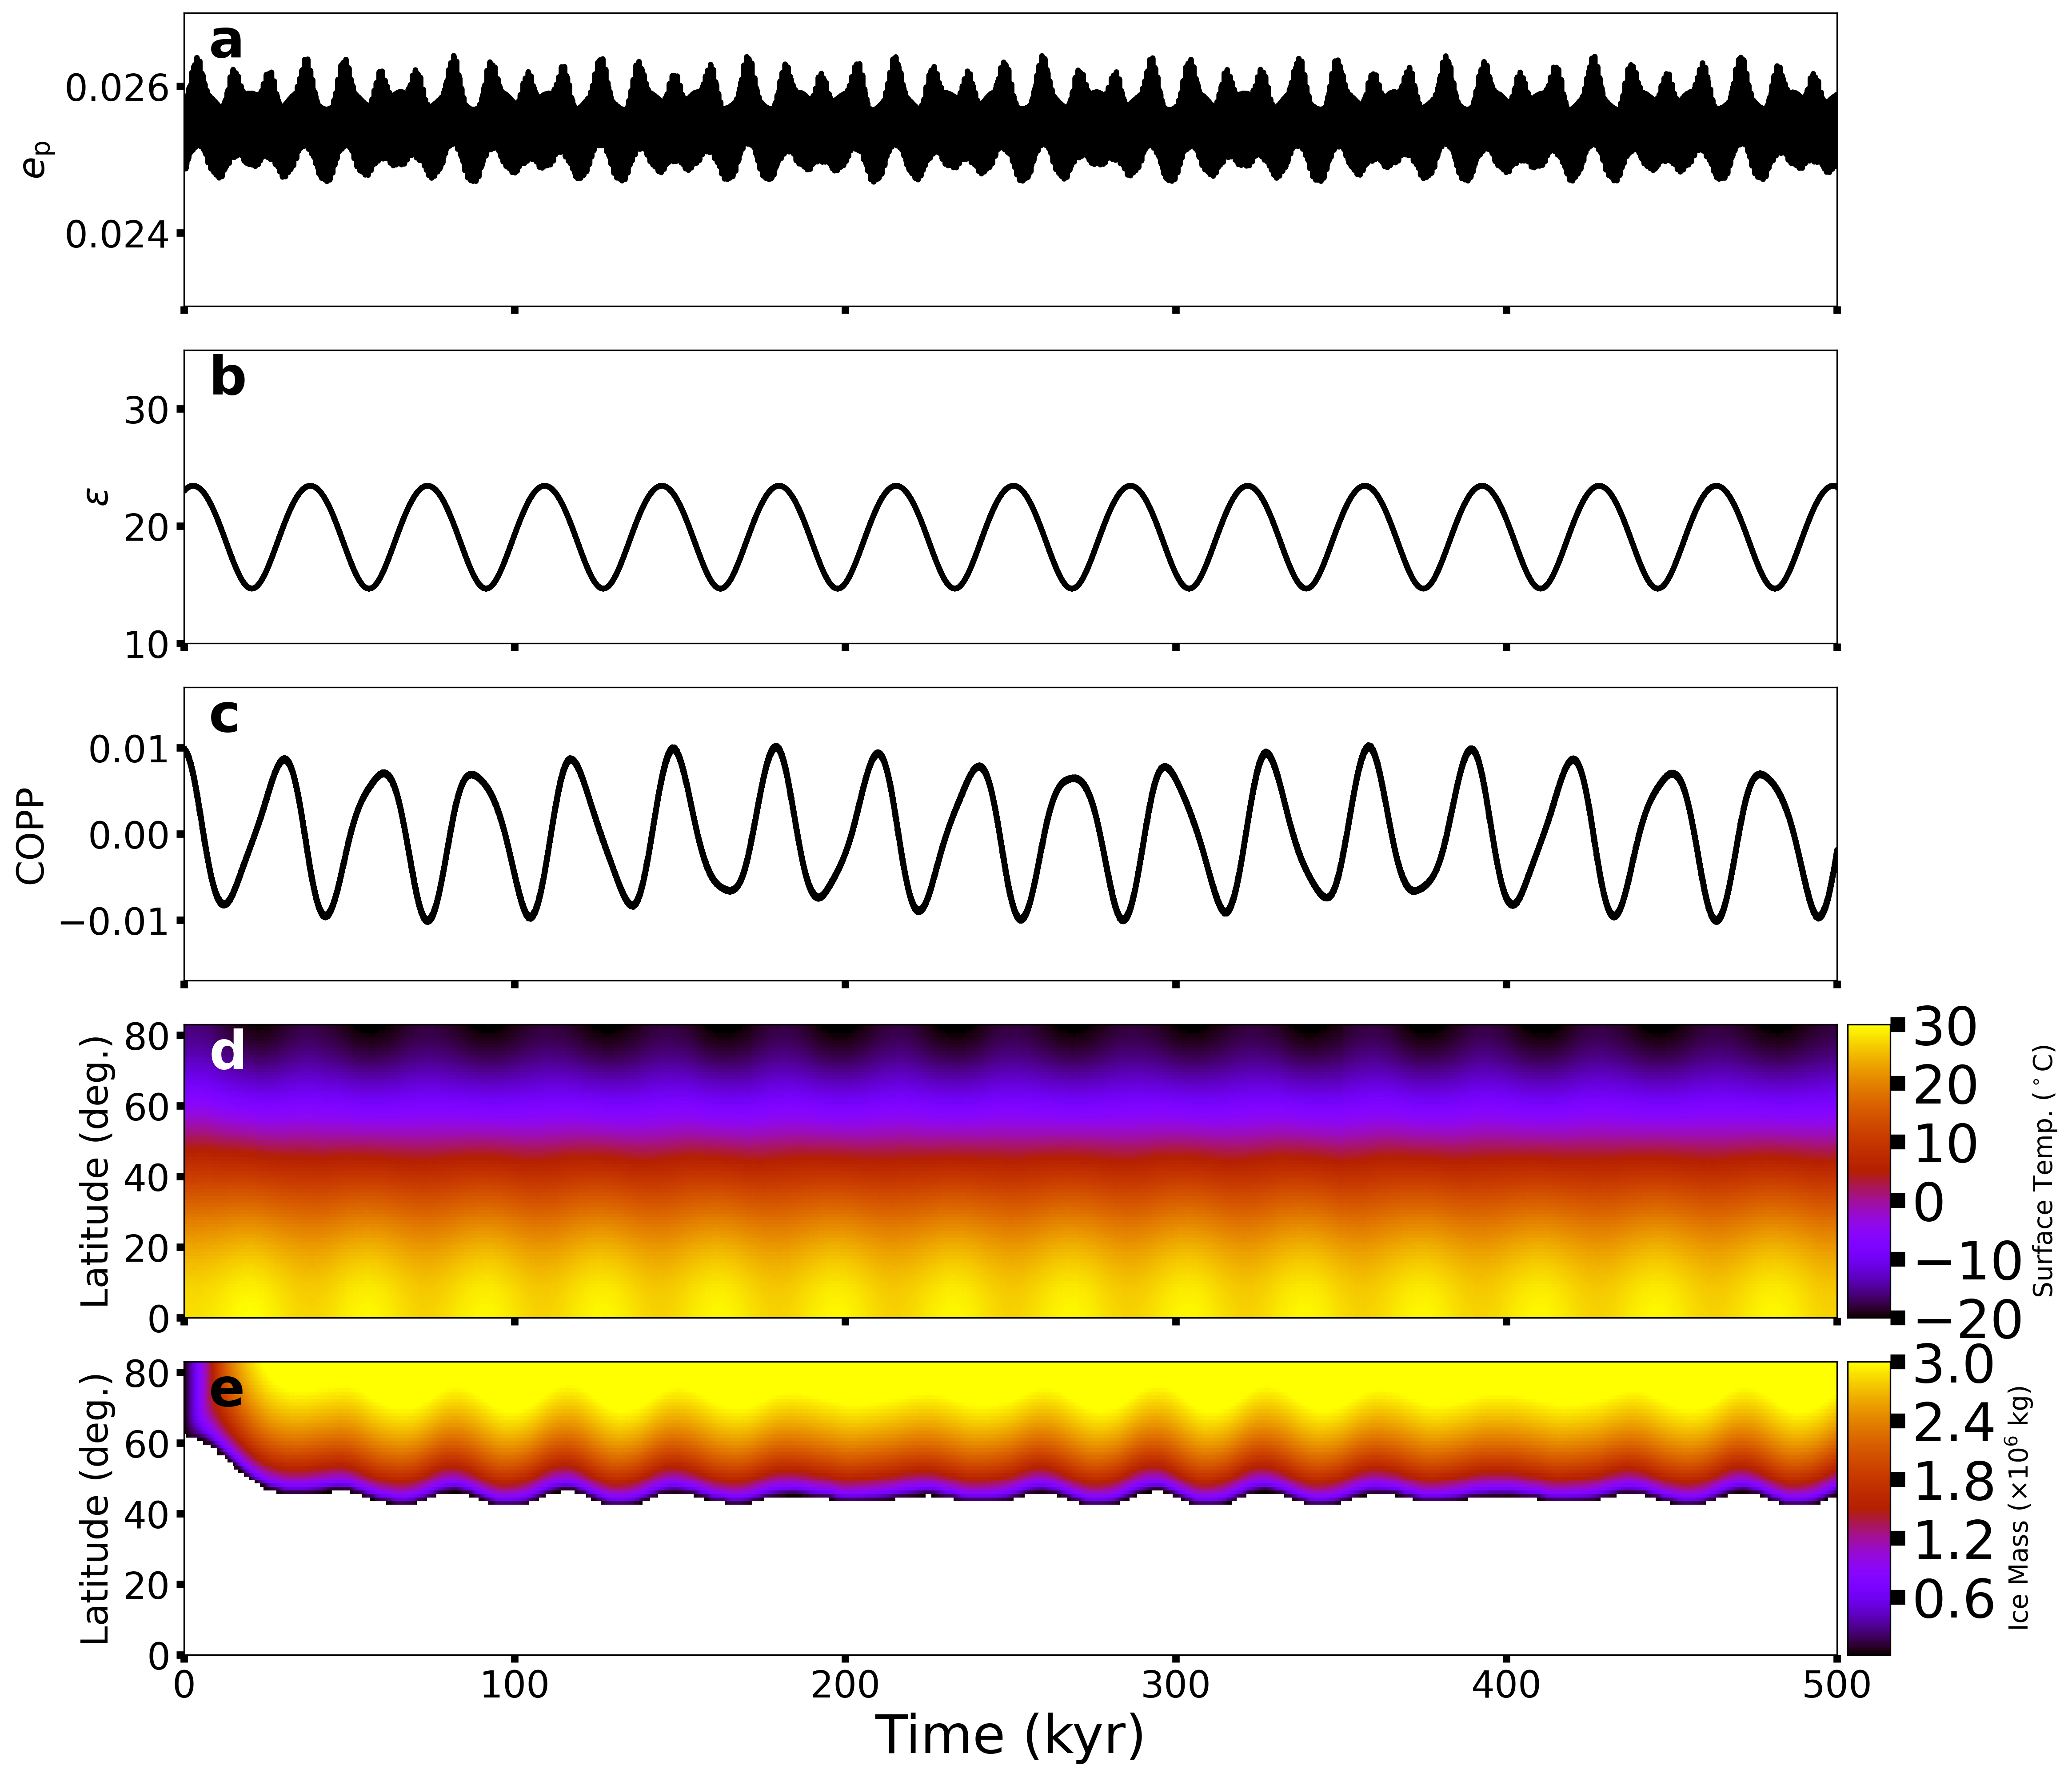 a
0.026
0.024
e_p
b
30
20
10
ε
c
0.01
0.00
−0.01
COPP
d
80
60
40
20
0
Latitude (deg.)
30
20
10
0
−10
−20
Surface Temp. (°C)
e
80
60
40
20
0
Latitude (deg.)
3.0
2.4
1.8
1.2
0.6
Ice Mass (×10⁶ kg)
0 100 200 300 400 500
Time (kyr)